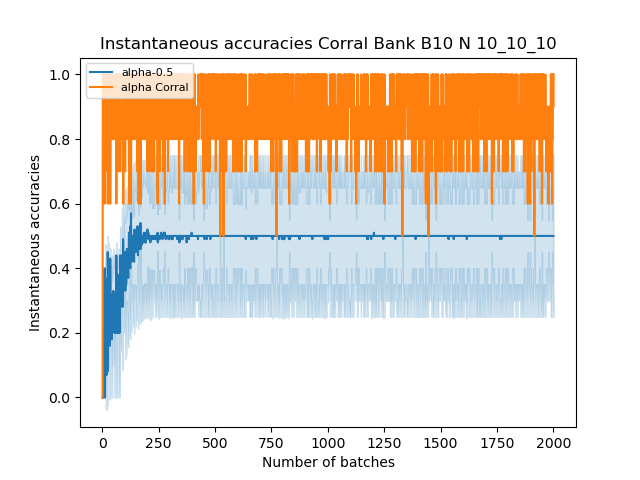 Instantaneous accuracies Corral Bank B10 N 10_10_10
alpha-0.5
alpha Corral
1.0
0.8
0.6
0.4
0.2
0.0
Instantaneous accuracies
0 250 500 750 1000 1250 1500 1750 2000
Number of batches